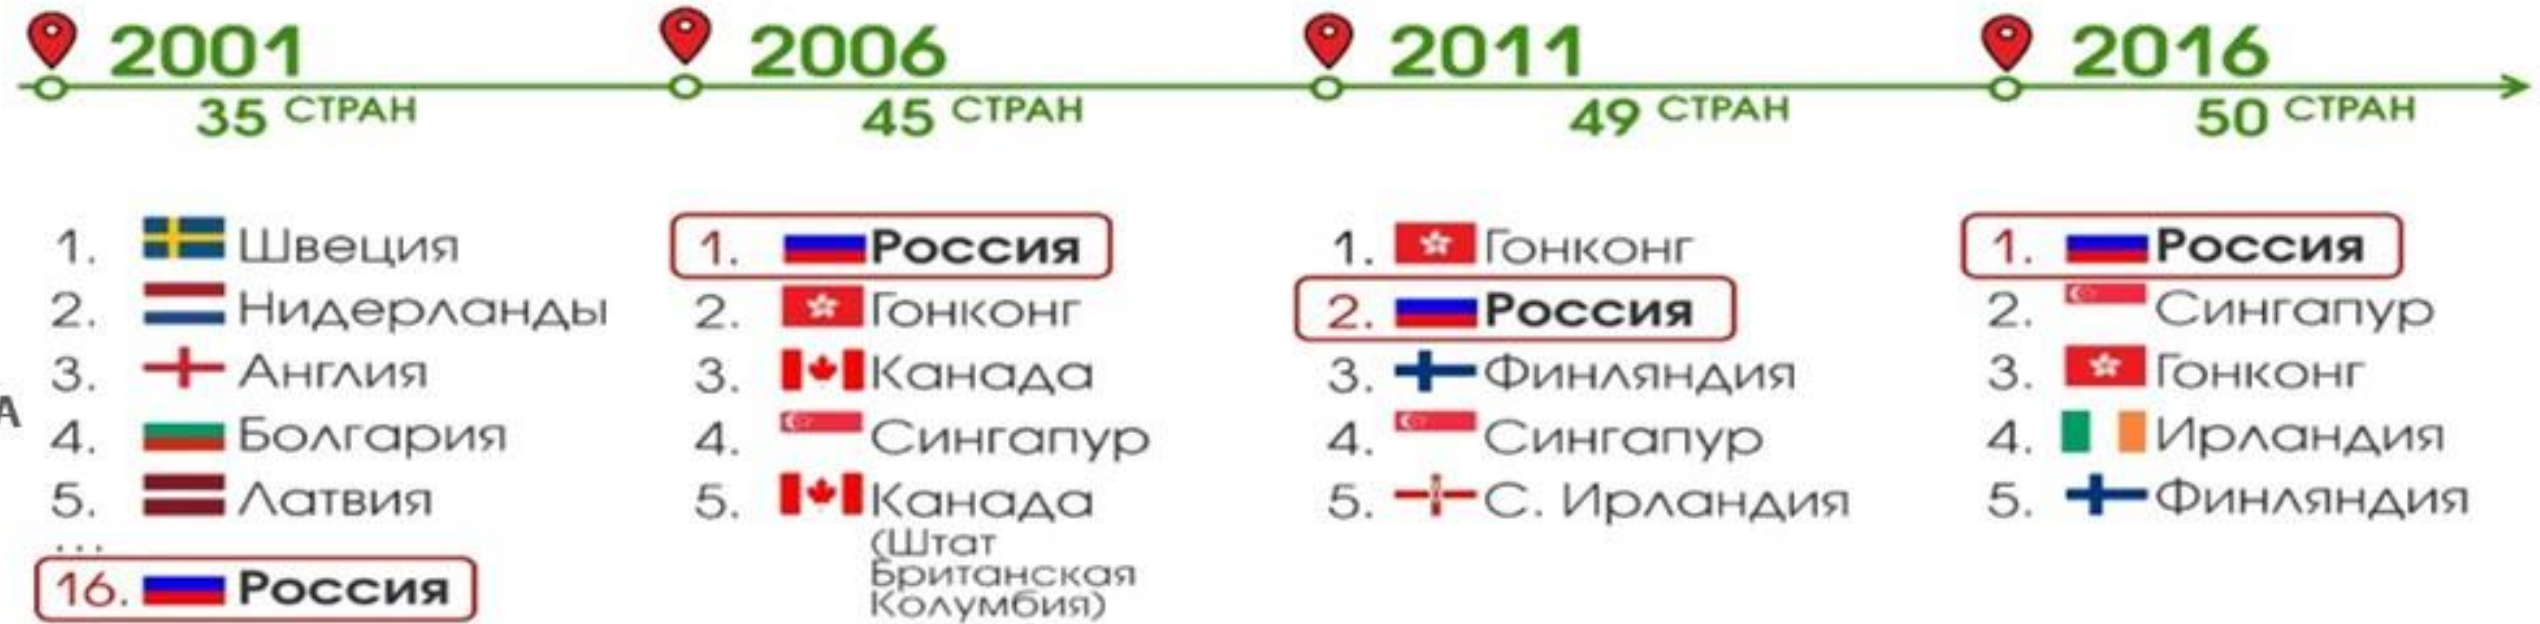 2001
35 СТРАН
1. Швеция
2. Нидерланды
3. Англия
4. Болгария
5. Латвия
...
16. Россия
2006
45 СТРАН
1. Россия
2. Гонконг
3. Канада
4. Сингапур
5. Канада
(Штат
Британская
Колумбия)
2011
49 СТРАН
1. Гонконг
2. Россия
3. Финляндия
4. Сингапур
5. С. Ирландия
2016
50 СТРАН
1. Россия
2. Сингапур
3. Гонконг
4. Ирландия
5. Финляндия
А